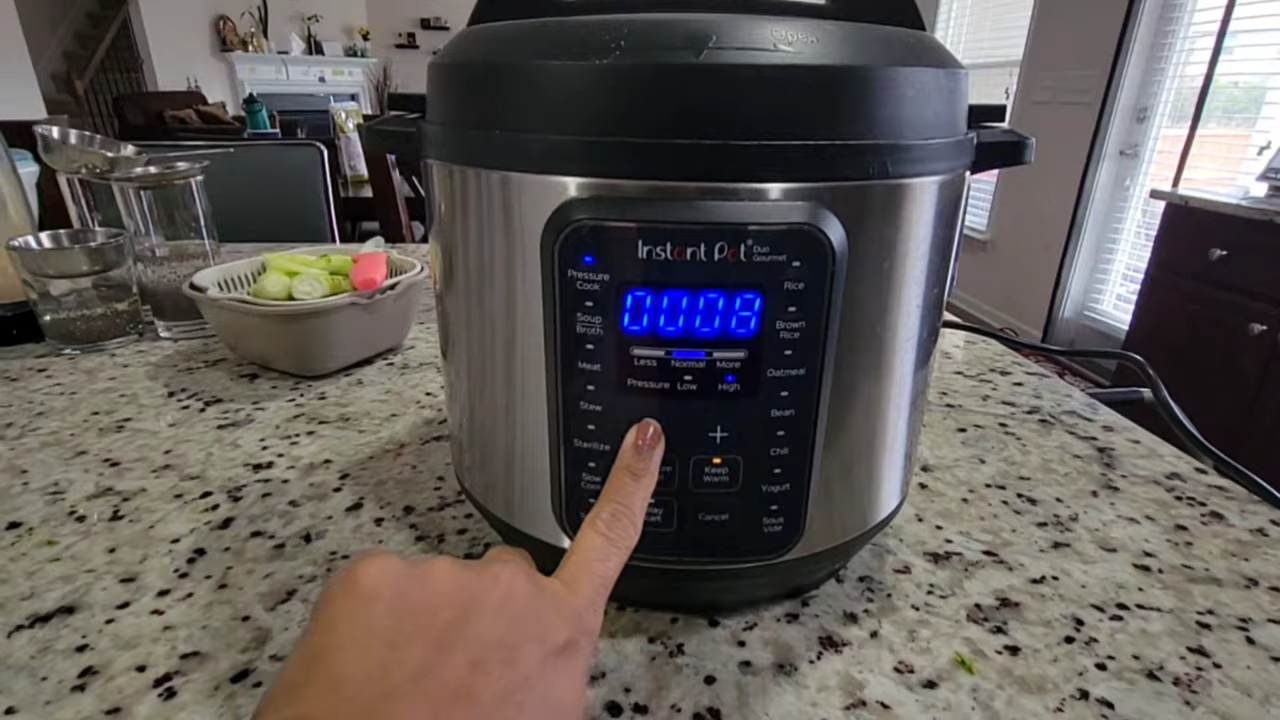 Open
Instant Pot® Duo Gourmet
Pressure Cook
Soup Broth
Meat
Stew
Sterilize
Slow
0008
Less Normal More
Pressure Low High
+
Keep Warm
Cancel
Rice
Brown Rice
Oatmeal
Bean
Chili
Yogurt
Sous Vide